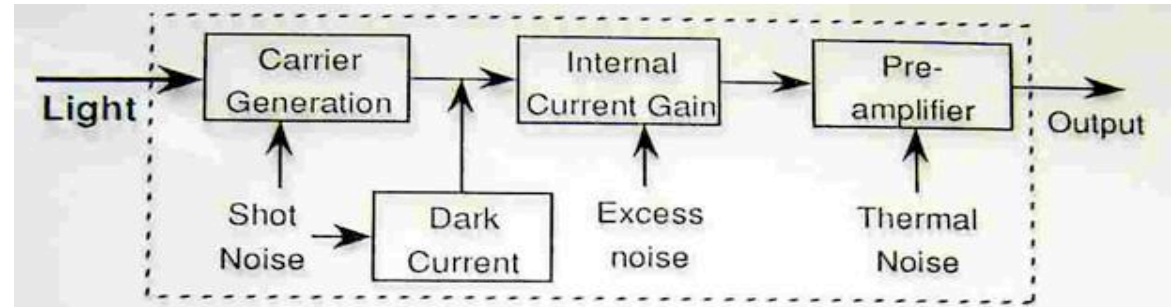 Light
Carrier
Generation
Internal
Current Gain
Pre-
amplifier
Output
Shot
Noise
Dark
Current
Excess
noise
Thermal
Noise